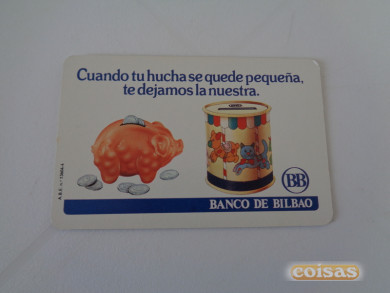 Cuando tu hucha se quede pequeña,
te dejamos la nuestra.
BB
BANCO DE BILBAO
coisas